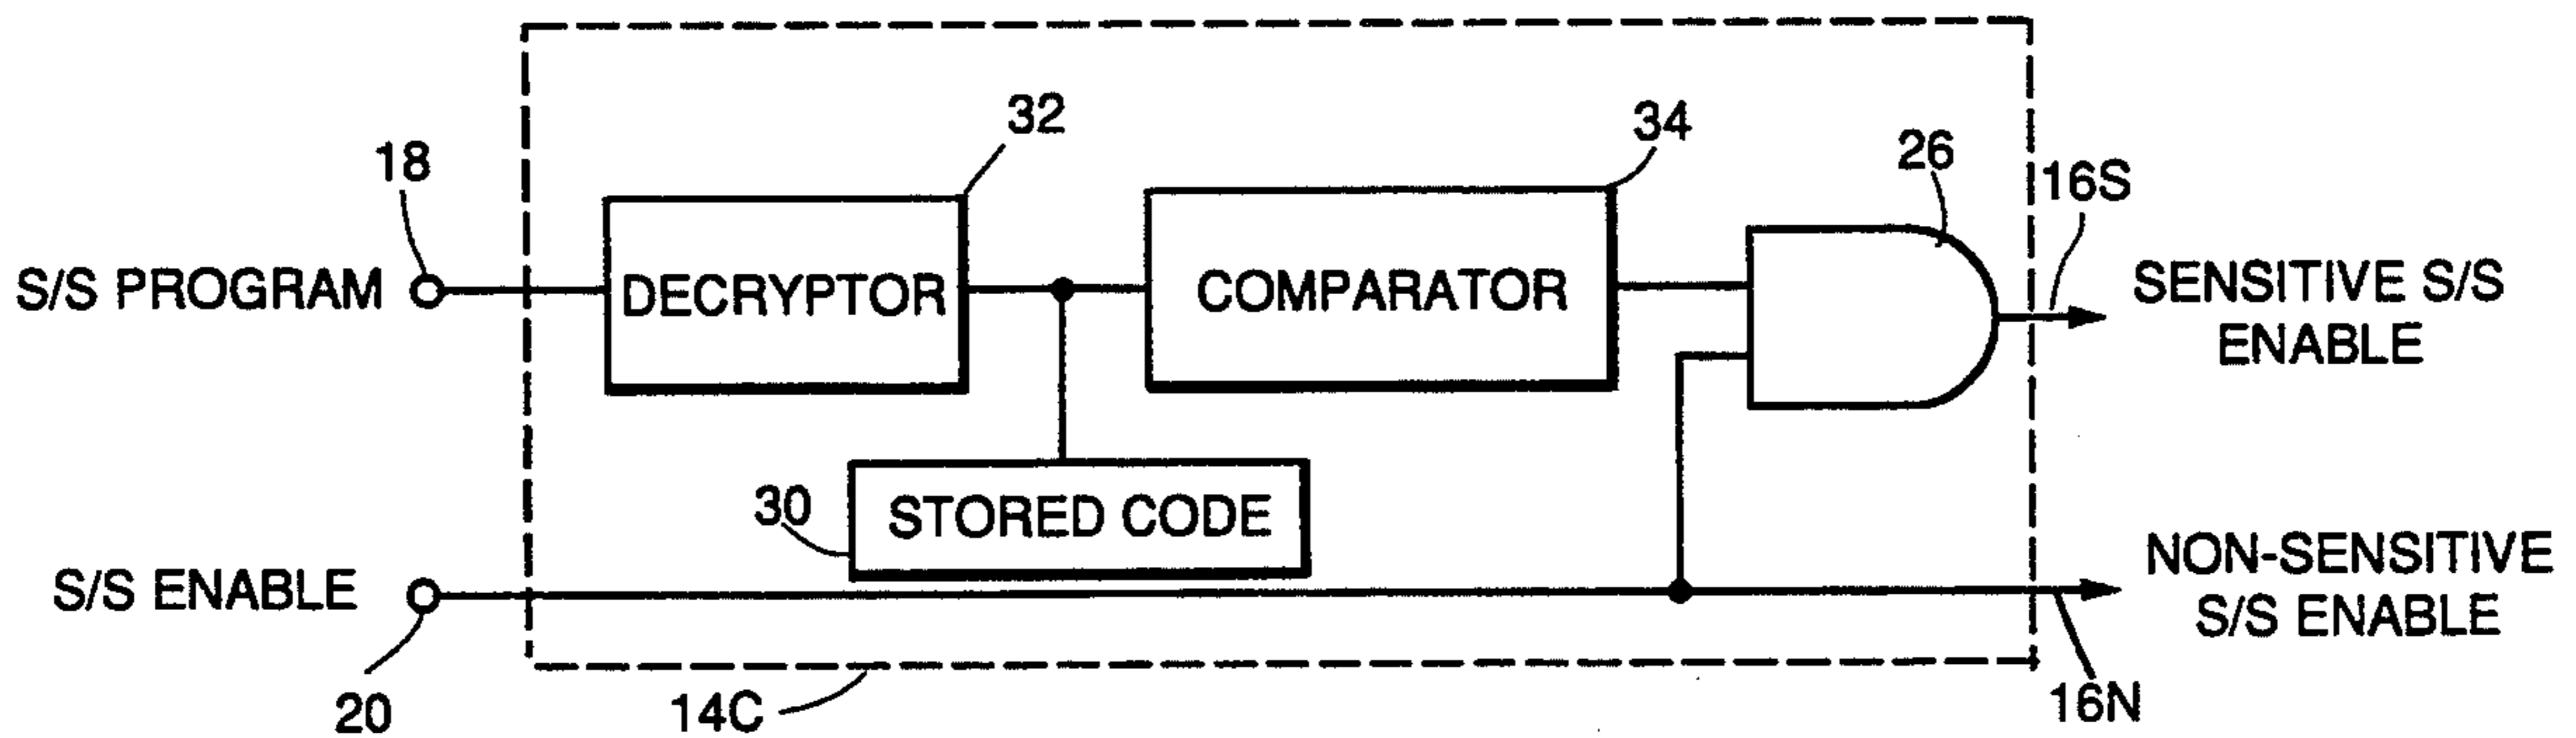 32
34
26
18
16S
S/S PROGRAM
DECRYPTOR
COMPARATOR
SENSITIVE S/S
ENABLE
30
STORED CODE
S/S ENABLE
NON-SENSITIVE
S/S ENABLE
20
14C
16N